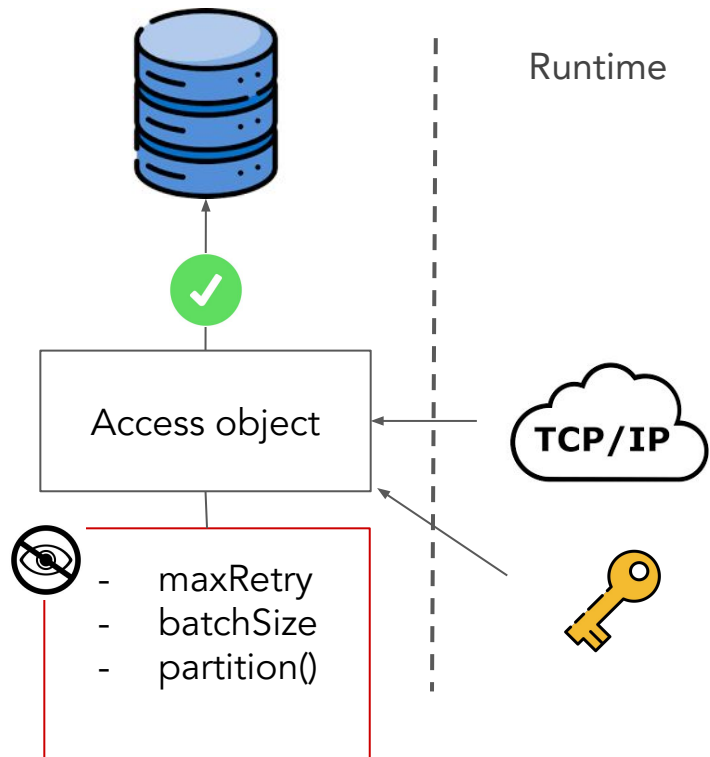 Runtime
Access object
TCP/IP
- maxRetry
- batchSize
- partition()